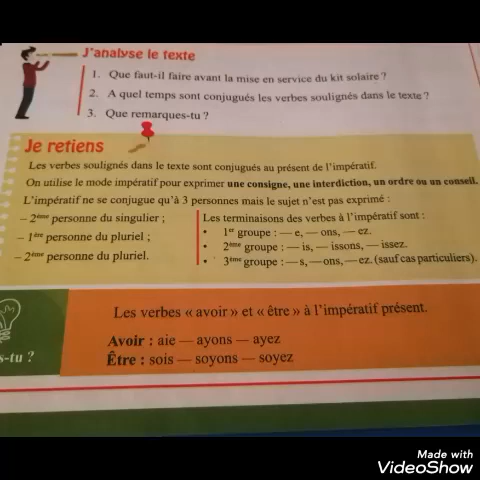 J'analyse le texte
1. Que faut-il faire avant la mise en service du kit solaire ?
2. A quel temps sont conjugués les verbes soulignés dans le texte ?
3. Que remarques-tu ?
Je retiens
Les verbes soulignés dans le texte sont conjugués au présent de l'impératif.
On utilise le mode impératif pour exprimer une consigne, une interdiction, un ordre ou un conseil.
L'impératif ne se conjugue qu'à 3 personnes mais le sujet n'est pas exprimé :
– 2ème personne du singulier ;
– 1ère personne du pluriel ;
– 2ème personne du pluriel.
Les terminaisons des verbes à l'impératif sont :
• 1er groupe : — e, — ons, — ez.
• 2ème groupe : — is, — issons, — issez.
• 3ème groupe : — s, —ons, — ez. (sauf cas particuliers).
s-tu ?
Les verbes « avoir » et « être » à l'impératif présent.
Avoir : aie — ayons — ayez
Être : sois — soyons — soyez
Made with
VideoShow